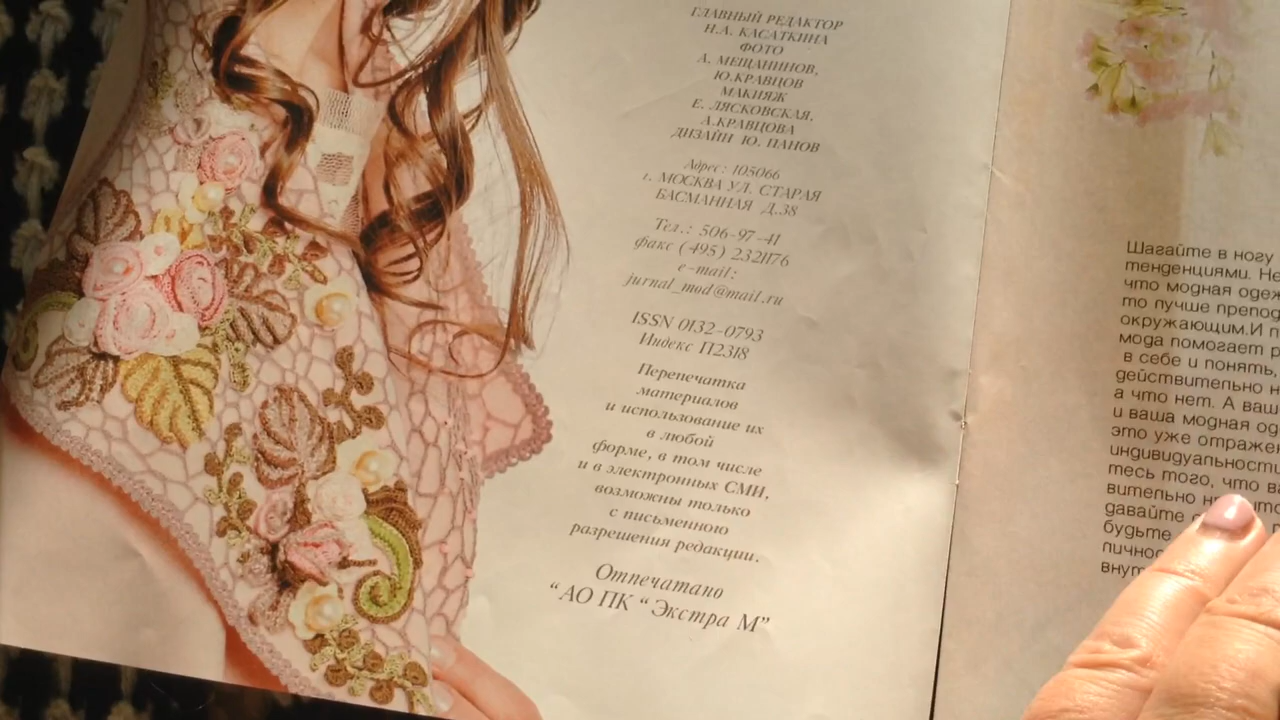 ГЛАВНЫЙ РЕДАКТОР
Н.А. КАСАТКИНА
ФОТО
А. МЕЩАНИНОВ,
Ю.КРАВЦОВ
МАКИЯЖ
Е. ЛЯСКОВСКАЯ,
А.КРАВЦОВА
ДИЗАЙН Ю. ПАНОВ
Адрес: 105066
г. МОСКВА УЛ. СТАРАЯ
БАСМАННАЯ Д.38
Тел.: 506-97-41
факс (495) 2321176
e-mail:
jurnal_mod@mail.ru
ISSN 0132-0793
Индекс П2318
Перепечатка
материалов
и использование их
в любой
форме, в том числе
и в электронных СМИ,
возможны только
с письменного
разрешения редакции.
Отпечатано
“АО ПК “Экстра М”
Шагайте в ногу
тенденциями. Не
что модная одеж
то лучше препод
окружающим.И п
мода помогает р
в себе и понять,
действительно н
а что нет. А ваш
и ваша модная од
это уже отражен
индивидуальност
тесь того, что ва
вительно
давайте
будьте
личнос
внут